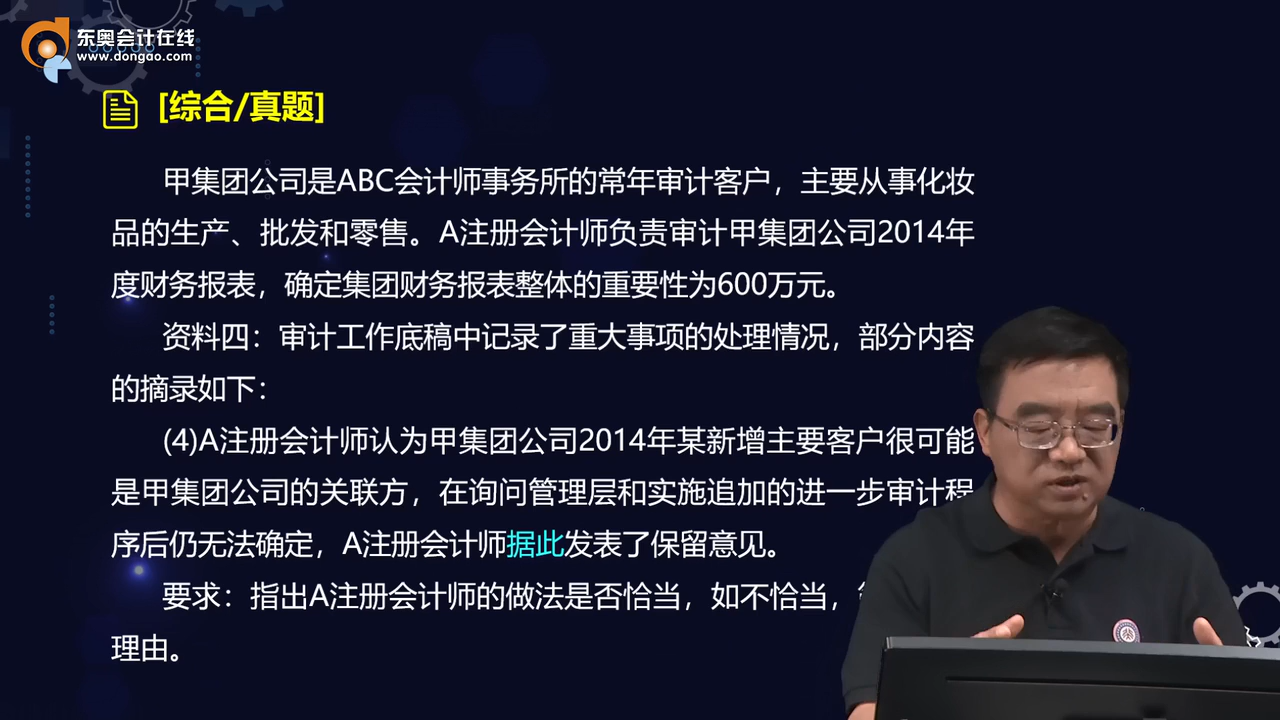 东奥会计在线
www.dongao.com
[综合/真题]
甲集团公司是ABC会计师事务所的常年审计客户，主要从事化妆
品的生产、批发和零售。A注册会计师负责审计甲集团公司2014年
度财务报表，确定集团财务报表整体的重要性为600万元。
资料四：审计工作底稿中记录了重大事项的处理情况，部分内容
的摘录如下：
(4)A注册会计师认为甲集团公司2014年某新增主要客户很可能
是甲集团公司的关联方，在询问管理层和实施追加的进一步审计程
序后仍无法确定，A注册会计师据此发表了保留意见。
要求：指出A注册会计师的做法是否恰当，如不恰当，
理由。